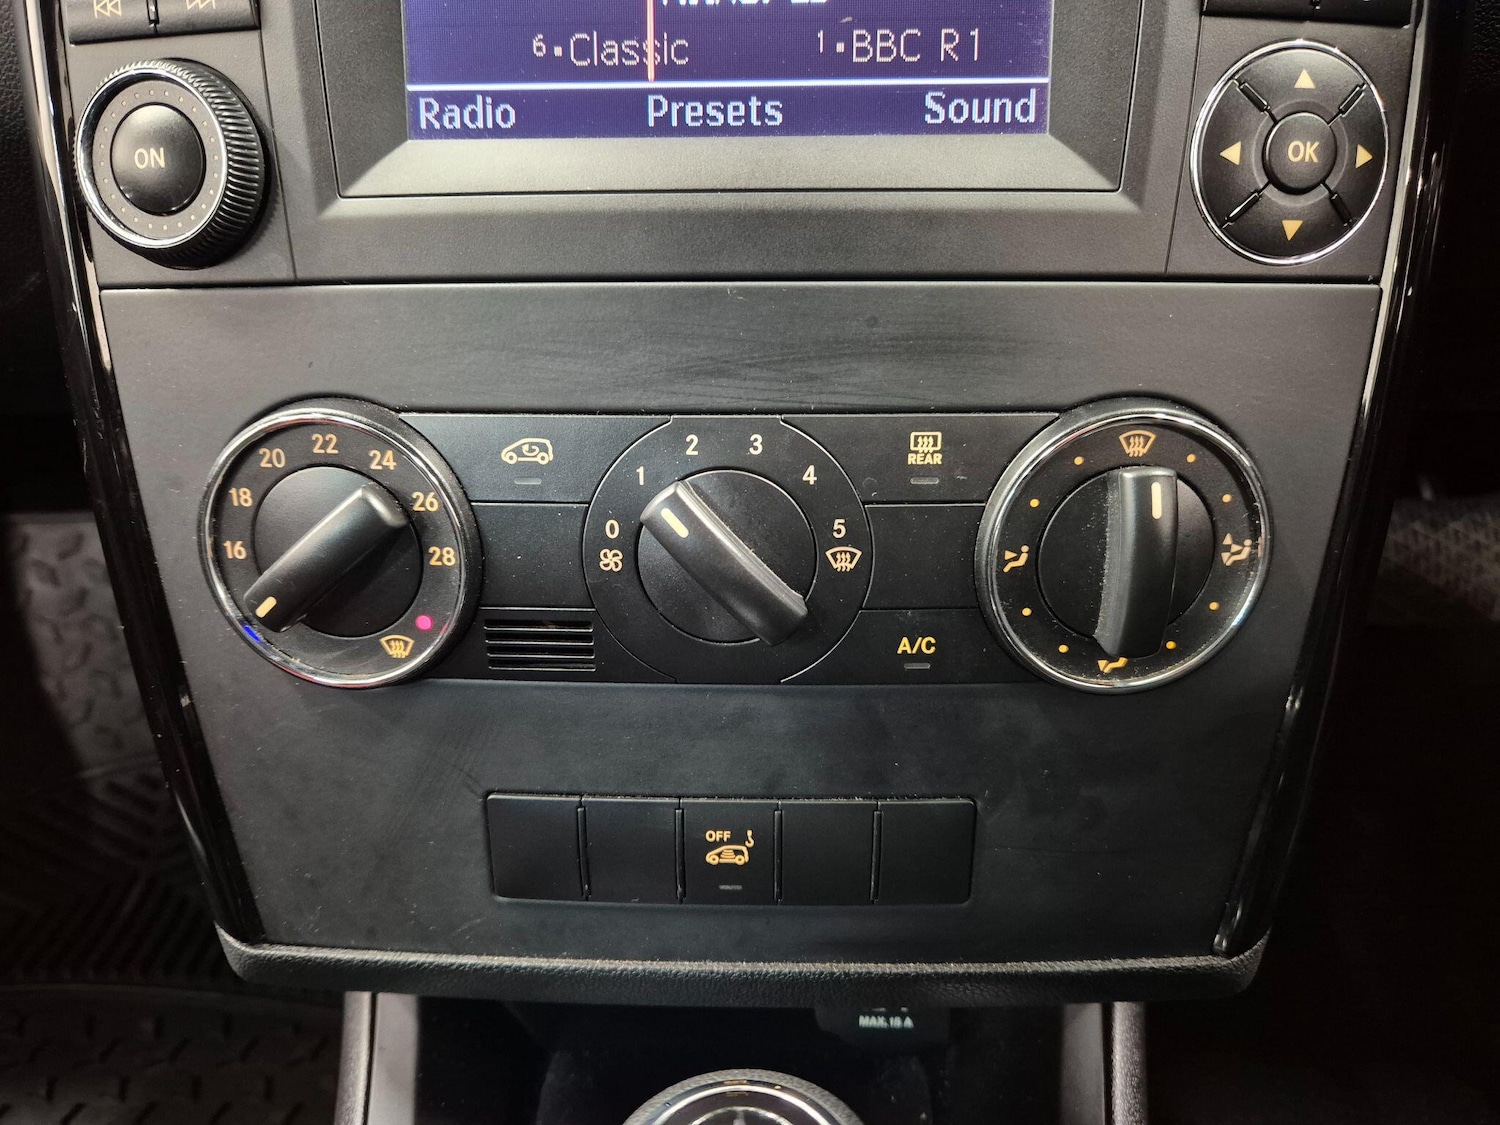 6 Classic 1 BBC R1
Radio Presets Sound
ON
OK
16 18 20 22 24 26 28
0 1 2 3 4 5
REAR
A/C
OFF
MAX. 15 A